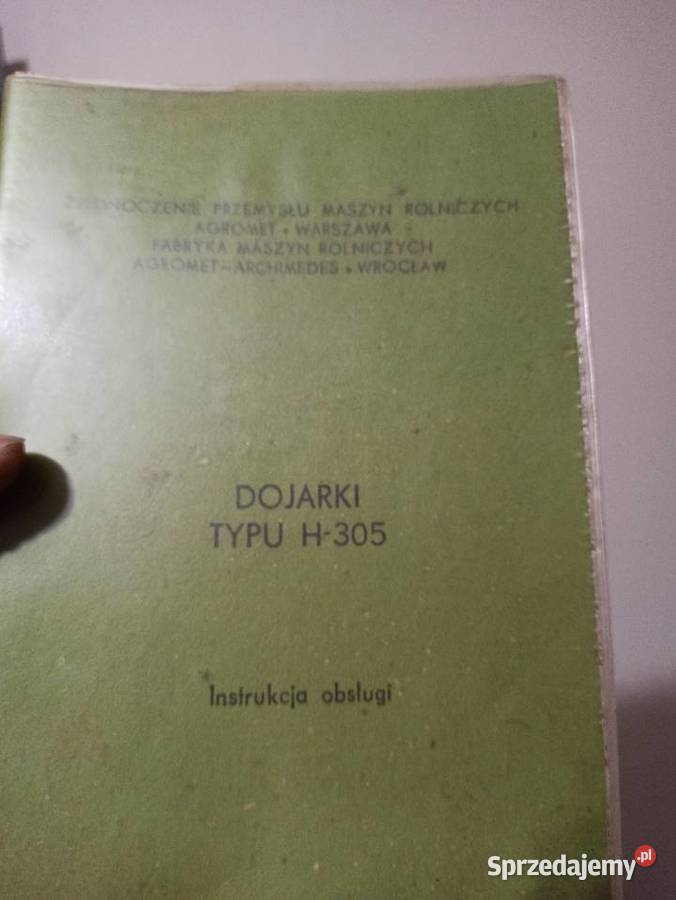 ZJEDNOCZENIE PRZEMYSŁU MASZYN ROLNICZYCH
AGROMET • WARSZAWA
FABRYKA MASZYN ROLNICZYCH
AGROMET—ARCHIMEDES • WROCŁAW
DOJARKI
TYPU H-305
Instrukcja obsługi
Sprzedajemy.pl